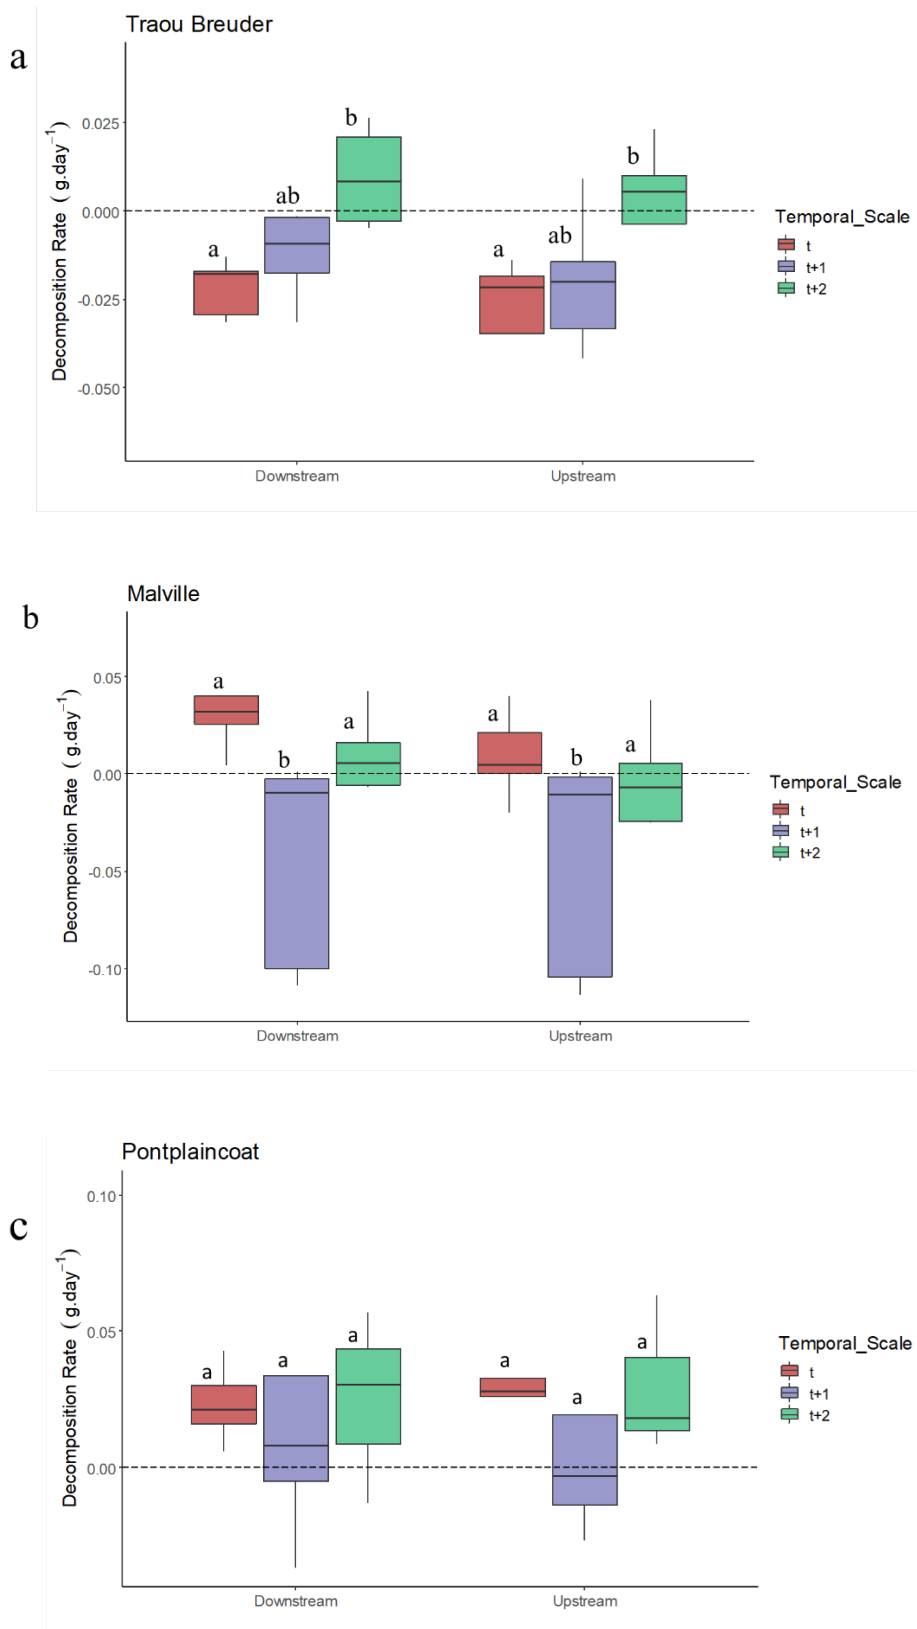 a
Traou Breuder
Decomposition Rate ( g.day⁻¹)
0.025
0.000
-0.025
-0.050
a
ab
b
a
ab
b
Downstream
Upstream
Temporal_Scale
t
t+1
t+2
b
Malville
Decomposition Rate ( g.day⁻¹)
0.05
0.00
-0.05
-0.10
a
b
a
a
b
a
Downstream
Upstream
Temporal_Scale
t
t+1
t+2
c
Pontplaincoat
Decomposition Rate ( g.day⁻¹)
0.10
0.05
0.00
a
a
a
a
a
a
Downstream
Upstream
Temporal_Scale
t
t+1
t+2